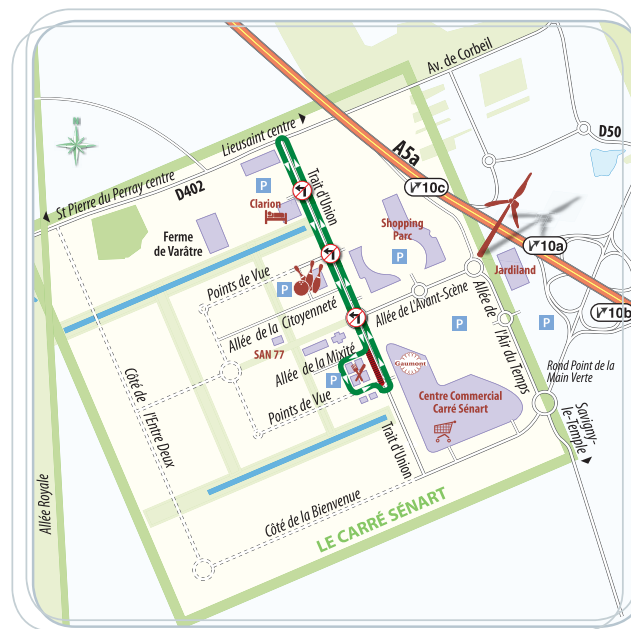 Av. de Corbeil
D50
A5a
Lieusaint centre
10c
St Pierre du Perray centre
D402
P
Clarion
Trait d'Union
Shopping
Parc
P
10a
Ferme
de Varâtre
Jardiland
Points de Vue
P
10b
Allée de la Citoyenneté
Allée de L'Avant-Scène
Allée de
l'Air du Temps
P
P
SAN 77
Allée de la Mixité
Gaumont
P
Rond Point de la
Main Verte
Centre Commercial
Carré Sénart
Points de Vue
Côté de
l'Entre Deux
Savigny-
le-Temple
Trait d'Union
Allée Royale
Côté de la Bienvenue
LE CARRÉ SÉNART